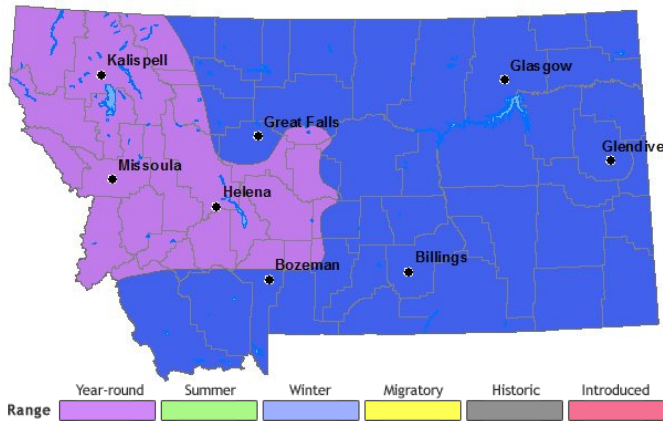 Kalispell
Glasgow
Great Falls
Glendive
Missoula
Helena
Billings
Bozeman
Year-round Summer Winter Migratory Historic Introduced
Range